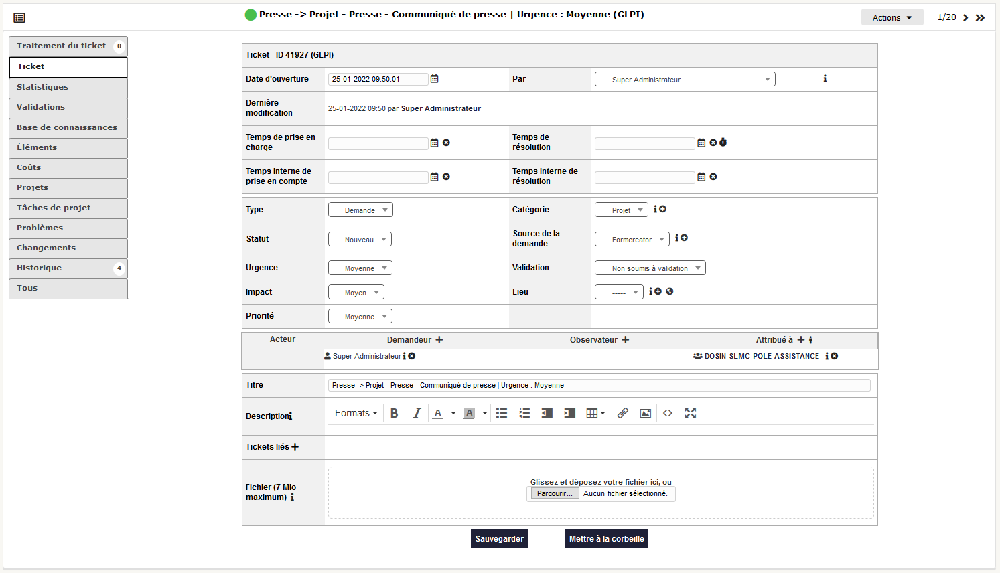 Presse -> Projet - Presse - Communiqué de presse | Urgence : Moyenne (GLPI)
Actions
1/20
Traitement du ticket 0
Ticket
Statistiques
Validations
Base de connaissances
Éléments
Coûts
Projets
Tâches de projet
Problèmes
Changements
Historique 4
Tous
Ticket - ID 41927 (GLPI)
Date d'ouverture 25-01-2022 09:50:01 Par Super Administrateur
Dernière
modification
25-01-2022 09:50 par Super Administrateur
Temps de prise en
charge
Temps de
résolution
Temps interne de
prise en compte
Temps interne de
résolution
Type Demande Catégorie Projet
Statut Nouveau
Source de la
demande
Formcreator
Urgence Moyenne Validation Non soumis à validation
Impact Moyen Lieu -----
Priorité Moyenne
Acteur Demandeur Observateur Attribué à
Super Administrateur DOSIN-SLMC-POLE-ASSISTANCE -
Titre Presse -> Projet - Presse - Communiqué de presse | Urgence : Moyenne
Description Formats B I A A
Tickets liés
Fichier (7 Mio
maximum)
Glissez et déposez votre fichier ici, ou
Parcourir... Aucun fichier sélectionné.
Sauvegarder Mettre à la corbeille